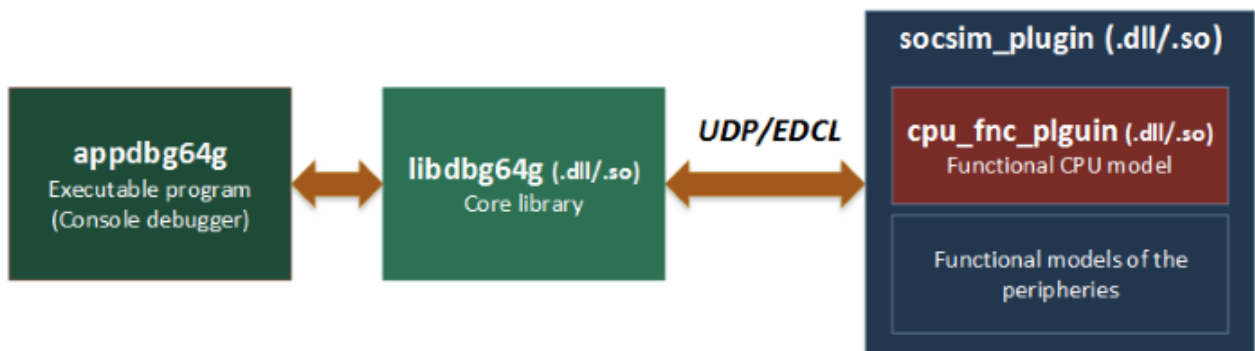 appdbg64g
Executable program
(Console debugger)
libdbg64g (.dll/.so)
Core library
UDP/EDCL
socsim_plugin (.dll/.so)
cpu_fnc_plguin (.dll/.so)
Functional CPU model
Functional models of the
peripheries